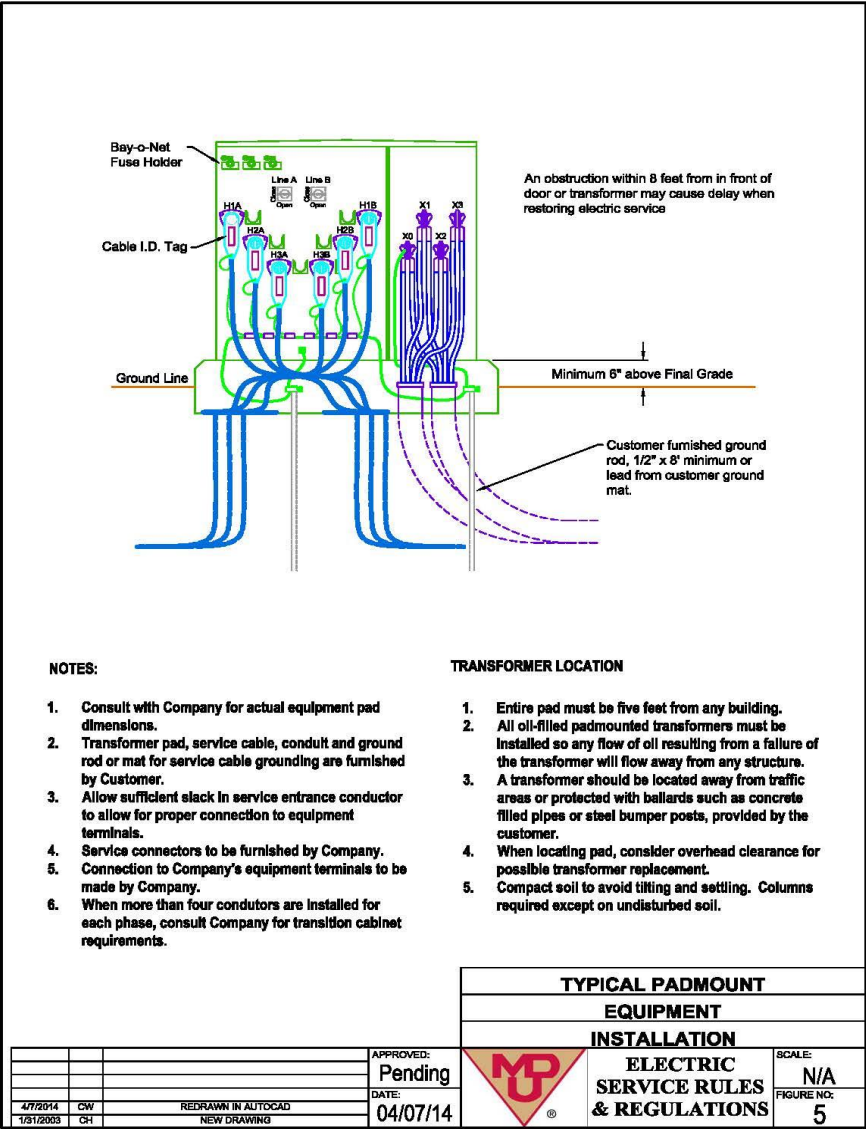 Bay-o-Net
Fuse Holder
Line A Line B
Close
Open
Close
Open
H1A
H1B
H2A
H2B
H3A
H3B
X1
X3
X0
X2
Cable I.D. Tag
An obstruction within 8 feet from in front of
door or transformer may cause delay when
restoring electric service
Ground Line
Minimum 6" above Final Grade
Customer furnished ground
rod, 1/2" x 8' minimum or
lead from customer ground
mat.
NOTES:
1. Consult with Company for actual equipment pad
dimensions.
2. Transformer pad, service cable, conduit and ground
rod or mat for service cable grounding are furnished
by Customer.
3. Allow sufficient slack in service entrance conductor
to allow for proper connection to equipment
terminals.
4. Service connectors to be furnished by Company.
5. Connection to Company's equipment terminals to be
made by Company.
6. When more than four condutors are installed for
each phase, consult Company for transition cabinet
requirements.
TRANSFORMER LOCATION
1. Entire pad must be five feet from any building.
2. All oil-filled padmounted transformers must be
installed so any flow of oil resulting from a failure of
the transformer will flow away from any structure.
3. A transformer should be located away from traffic
areas or protected with ballards such as concrete
filled pipes or steel bumper posts, provided by the
customer.
4. When locating pad, consider overhead clearance for
possible transformer replacement.
5. Compact soil to avoid tilting and settling. Columns
required except on undisturbed soil.
TYPICAL PADMOUNT
EQUIPMENT
INSTALLATION
4/7/2014 CW REDRAWN IN AUTOCAD
1/31/2003 CH NEW DRAWING
APPROVED:
Pending
DATE:
04/07/14
MPU ®
ELECTRIC
SERVICE RULES
& REGULATIONS
SCALE:
N/A
FIGURE NO:
5